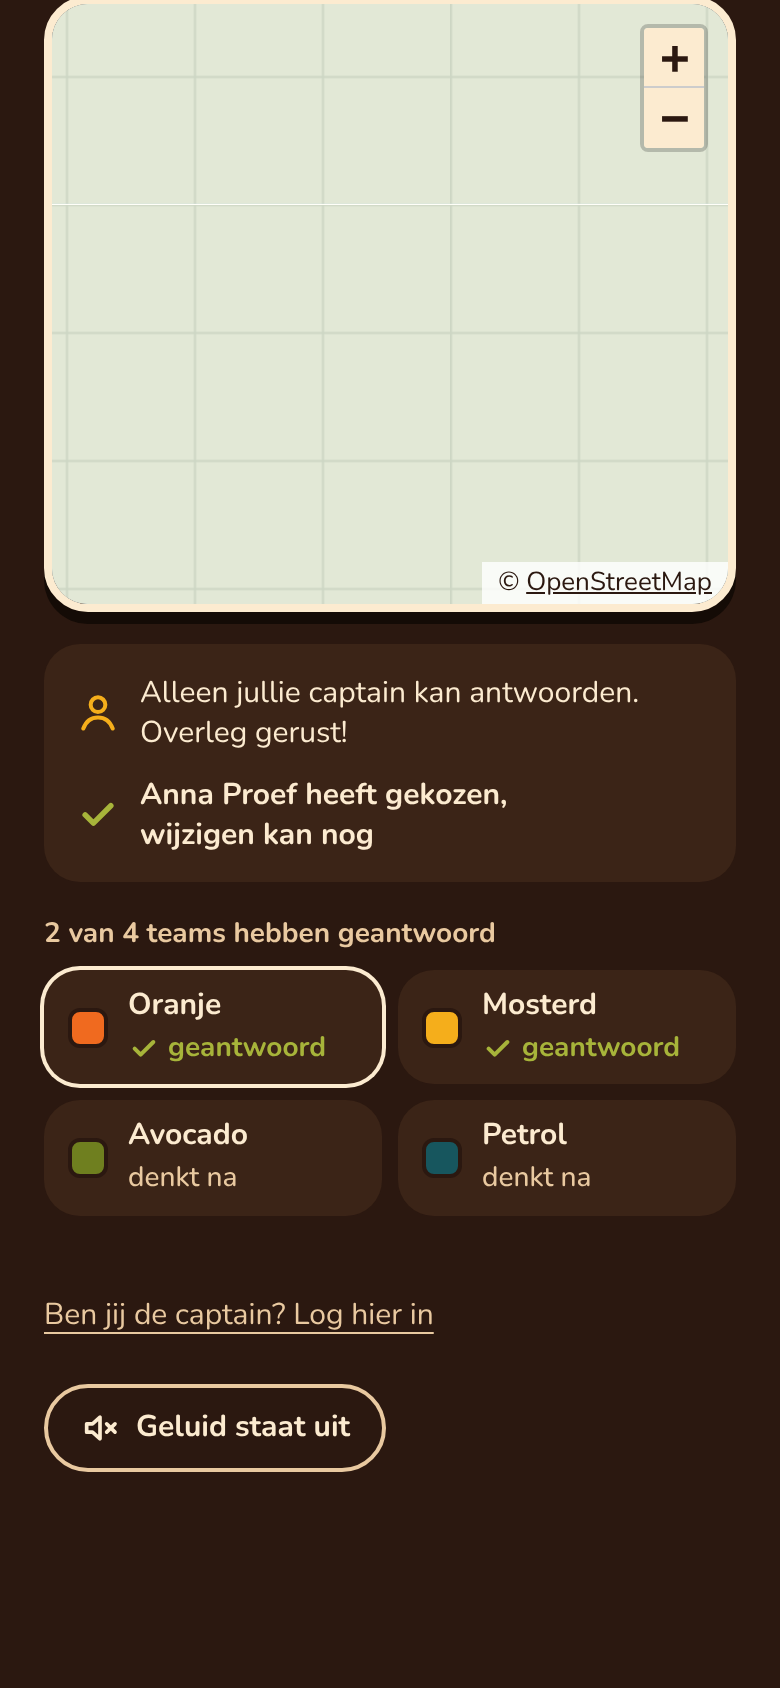 +
−
© OpenStreetMap
Alleen jullie captain kan antwoorden.
Overleg gerust!
Anna Proef heeft gekozen,
wijzigen kan nog
2 van 4 teams hebben geantwoord
Oranje
geantwoord
Mosterd
geantwoord
Avocado
denkt na
Petrol
denkt na
Ben jij de captain? Log hier in
Geluid staat uit